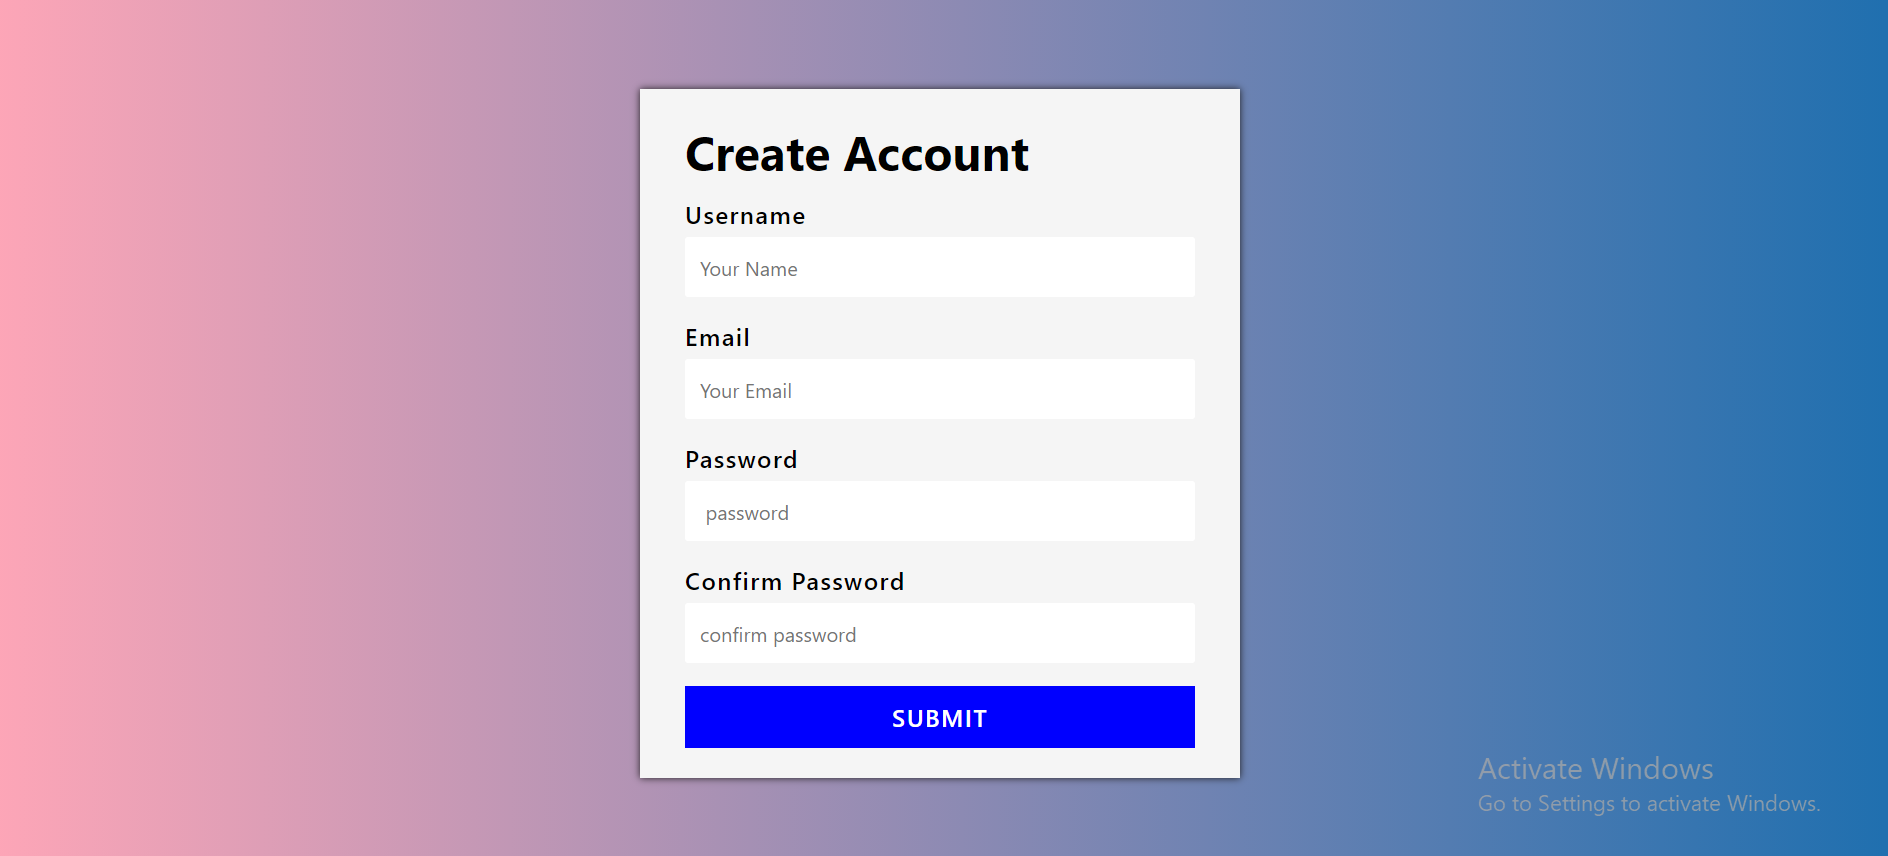 Create Account
Username
Your Name
Email
Your Email
Password
password
Confirm Password
confirm password
SUBMIT
Activate Windows
Go to Settings to activate Windows.